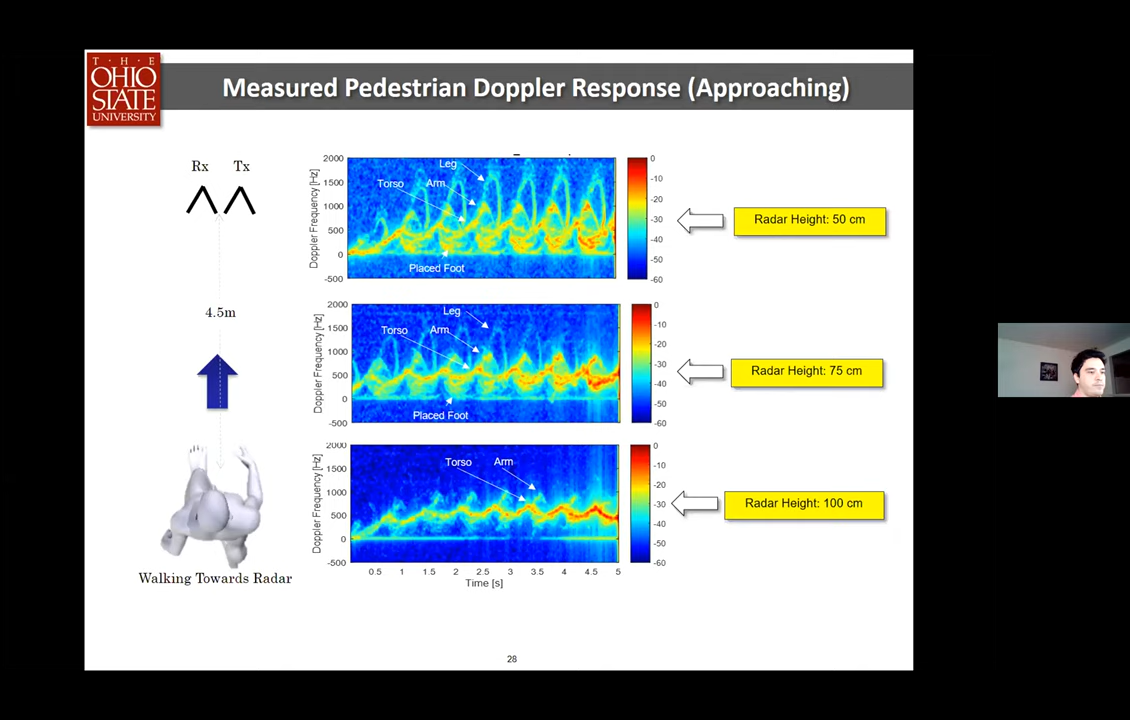 T · H · E
OHIO
STATE
UNIVERSITY
Measured Pedestrian Doppler Response (Approaching)
Rx Tx
4.5m
Walking Towards Radar
Doppler Frequency [Hz]
2000
1500
1000
500
0
-500
Leg
Torso
Arm
Placed Foot
0
-10
-20
-30
-40
-50
-60
Radar Height: 50 cm
Doppler Frequency [Hz]
2000
1500
1000
500
0
-500
Leg
Torso
Arm
Placed Foot
0
-10
-20
-30
-40
-50
-60
Radar Height: 75 cm
Doppler Frequency [Hz]
2000
1500
1000
500
0
-500
Torso
Arm
0
-10
-20
-30
-40
-50
-60
Radar Height: 100 cm
0.5 1 1.5 2 2.5 3 3.5 4 4.5 5
Time [s]
28